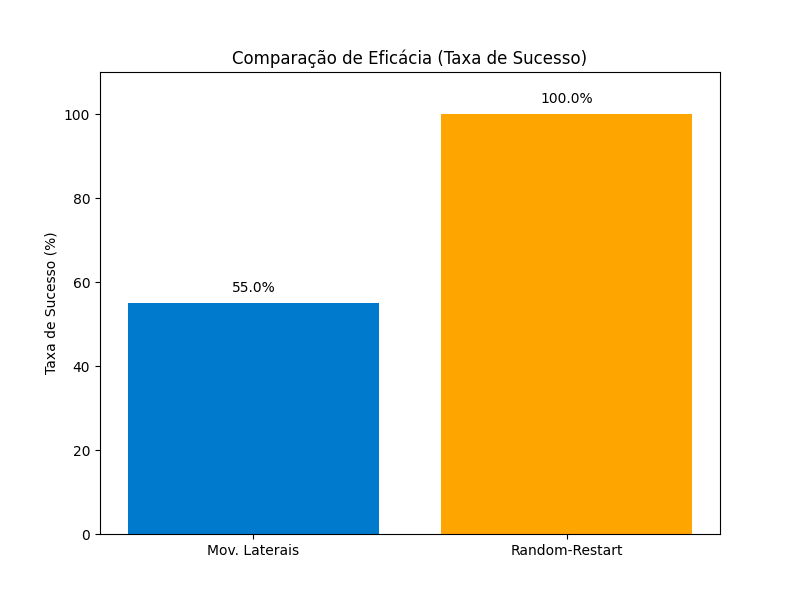 Comparação de Eficácia (Taxa de Sucesso)
100.0%
55.0%
Taxa de Sucesso (%)
100
80
60
40
20
0
Mov. Laterais
Random-Restart